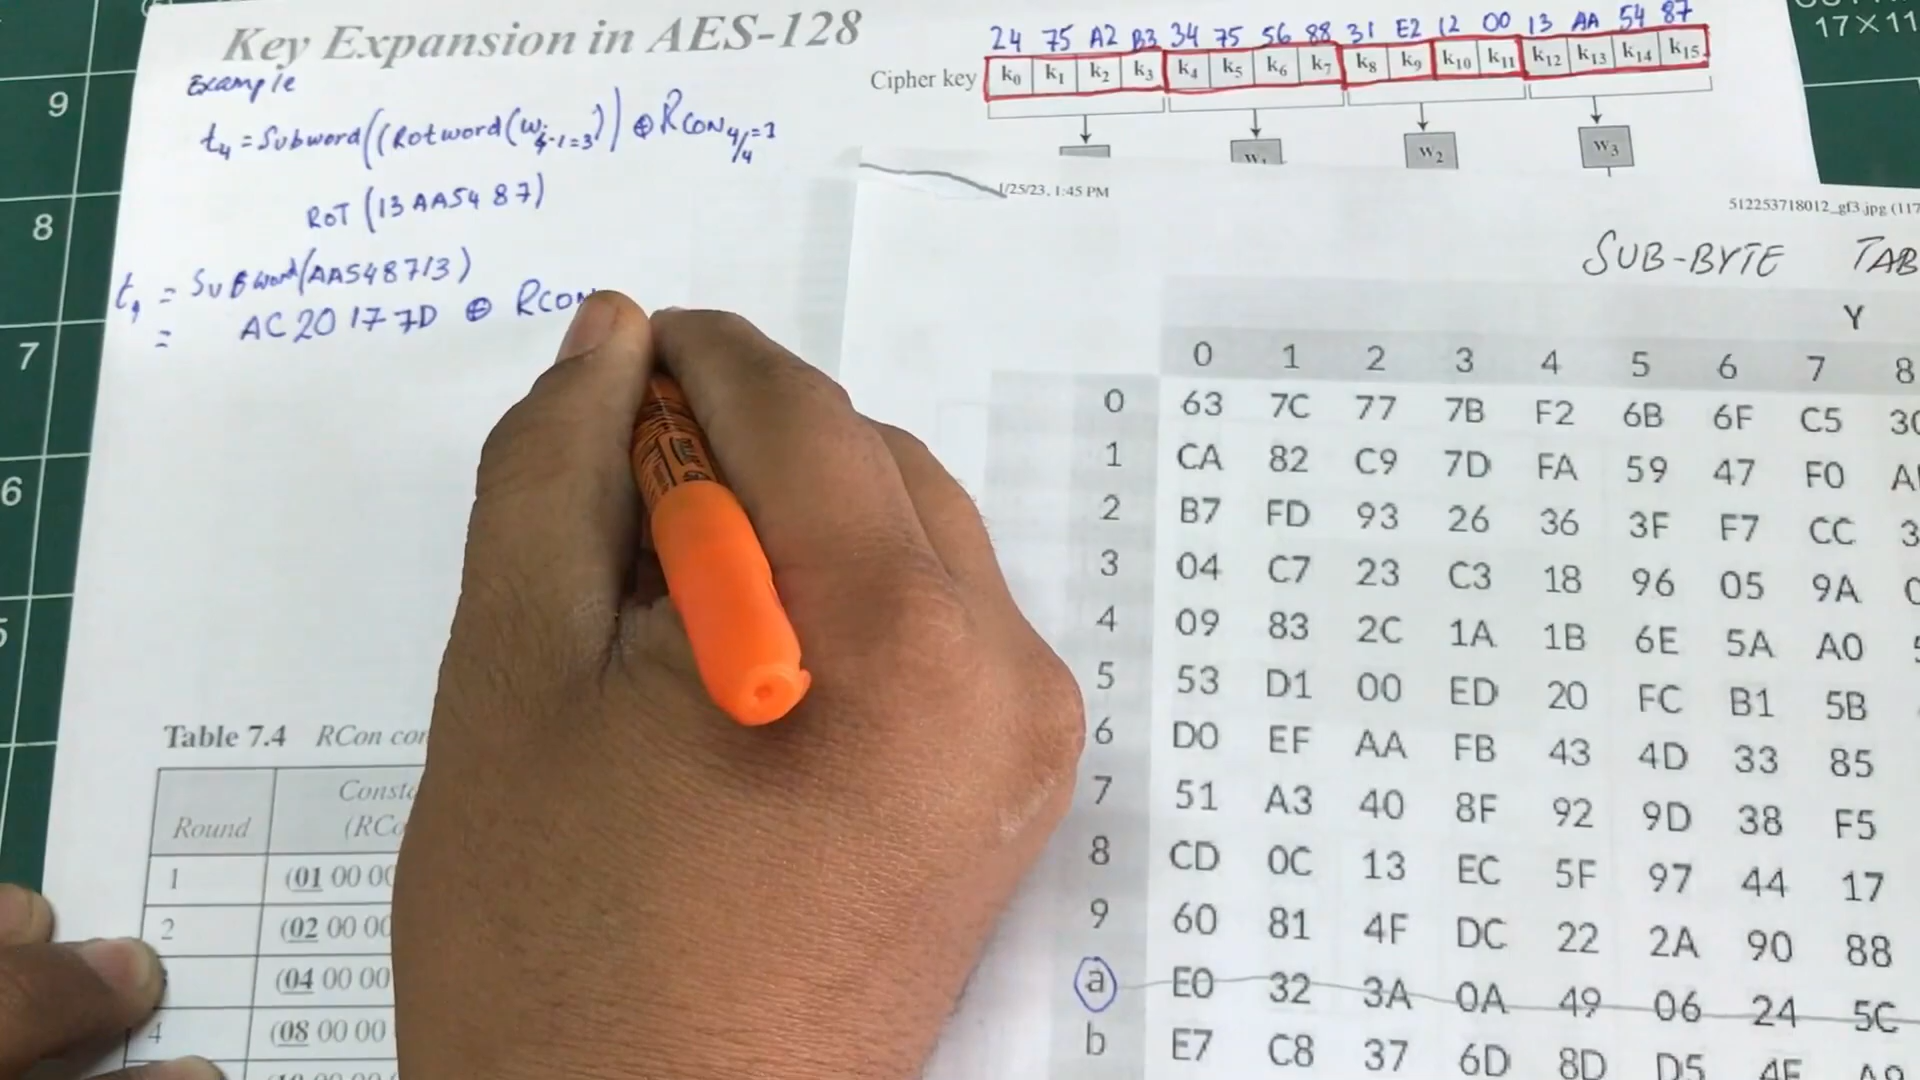 17×11
Key Expansion in AES-128
24 75 A2 B3 34 75 56 88 31 E2 12 00 13 AA 54 87
Cipher key k0 k1 k2 k3 k4 k5 k6 k7 k8 k9 k10 k11 k12 k13 k14 k15
w2 w3
Example
t4 = Subword((Rotword(w4-1=3)) ⊕ RCON4/4=1
ROT (13 AA54 87)
= SUBword(AA548713)
= AC20177D ⊕ RCON
9
8
7
6
5
1/25/23, 1:45 PM
512253718012_gf3.jpg (117
SUB-BYTE TAB
Y
0 1 2 3 4 5 6 7 8
0 63 7C 77 7B F2 6B 6F C5 30
1 CA 82 C9 7D FA 59 47 F0
2 B7 FD 93 26 36 3F F7 CC 3
3 04 C7 23 C3 18 96 05 9A
4 09 83 2C 1A 1B 6E 5A A0
5 53 D1 00 ED 20 FC B1 5B
6 D0 EF AA FB 43 4D 33 85
7 51 A3 40 8F 92 9D 38 F5
8 CD 0C 13 EC 5F 97 44 17
9 60 81 4F DC 22 2A 90 88
a E0 32 3A 0A 49 06 24 5C
b E7 C8 37 6D 8D D5
Table 7.4 RCon
Round
1 (01 00
2 (02 00
(04 00 00
4 (08 00 00